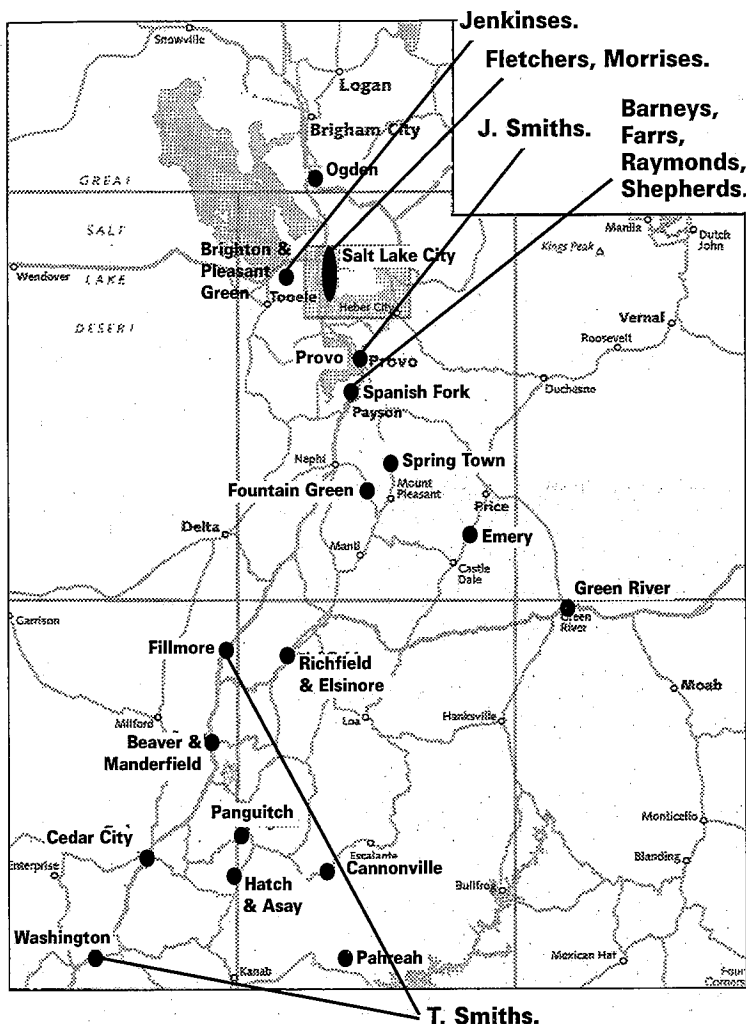 Jenkinses.
Snowville
Fletchers, Morrises.
Logan
Barneys,
Farrs,
Raymonds,
Shepherds.
J. Smiths.
Brigham City
Ogden
GREAT
SALT
LAKE
DESERT
Manila
Dutch
John
Kings Peak
Brighton &
Pleasant
Green
Salt Lake City
Wendover
Tooele
Heber City
Vernal
Roosevelt
Provo
Provo
Duchesne
Spanish Fork
Payson
Nephi
Spring Town
Mount
Pleasant
Fountain Green
Price
Delta
Emery
Manti
Castle
Dale
Green River
Green
River
Garrison
Fillmore
Richfield
& Elsinore
Moab
Milford
Loa
Hanksville
Beaver &
Manderfield
Panguitch
Monticello
Cedar City
Escalante
Blanding
Enterprise
Cannonville
Hatch
& Asay
Bullfrog
Washington
Pahreah
Mexican Hat
Kanab
Four
Corners
T. Smiths.